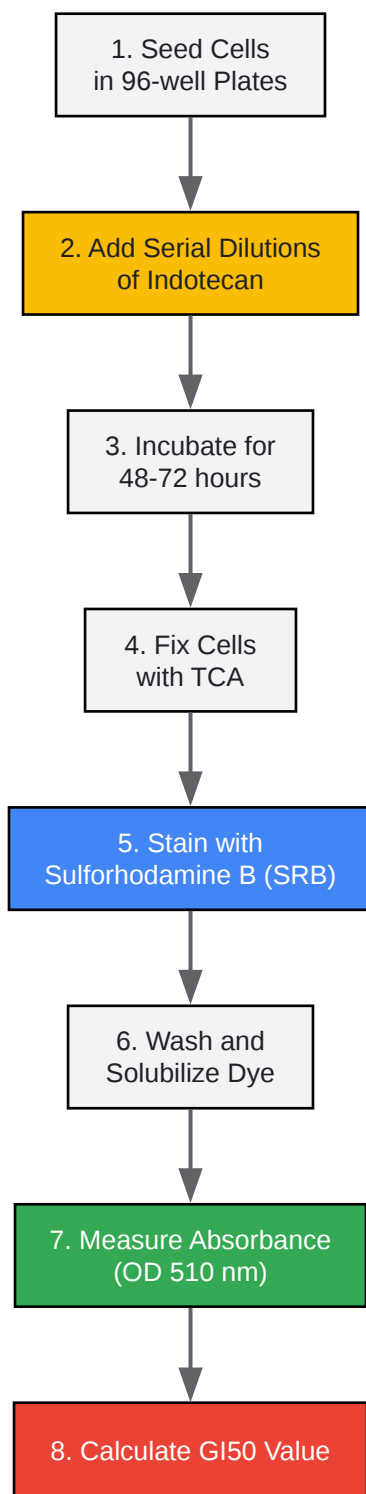 1. Seed Cells
in 96-well Plates
2. Add Serial Dilutions
of Indotecan
3. Incubate for
48-72 hours
4. Fix Cells
with TCA
5. Stain with
Sulforhodamine B (SRB)
6. Wash and
Solubilize Dye
7. Measure Absorbance
(OD 510 nm)
8. Calculate GI50 Value